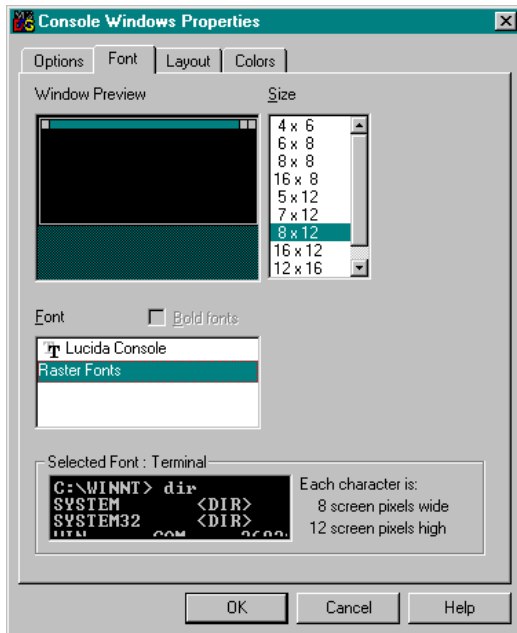 Console Windows Properties
Options Font Layout Colors
Window Preview
Size
4 x 6
6 x 8
8 x 8
16 x 8
5 x 12
7 x 12
8 x 12
16 x 12
12 x 16
Font
Bold fonts
Lucida Console
Raster Fonts
Selected Font : Terminal
C:\WINNT> dir
SYSTEM <DIR>
SYSTEM32 <DIR>
Each character is:
8 screen pixels wide
12 screen pixels high
OK Cancel Help